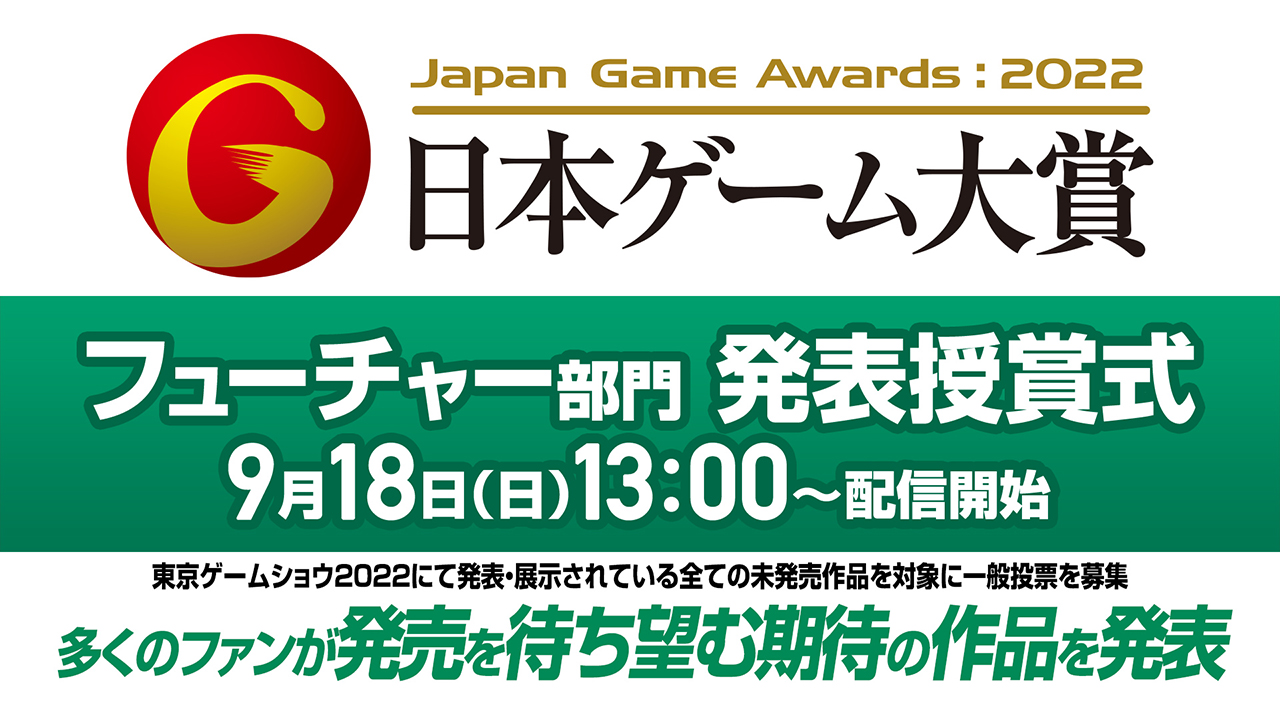 Japan Game Awards : 2022
日本ゲーム大賞
フューチャー部門 発表授賞式
9月18日(日)13:00~配信開始
東京ゲームショウ2022にて発表・展示されている全ての未発売作品を対象に一般投票を募集
多くのファンが発売を待ち望む期待の作品を発表